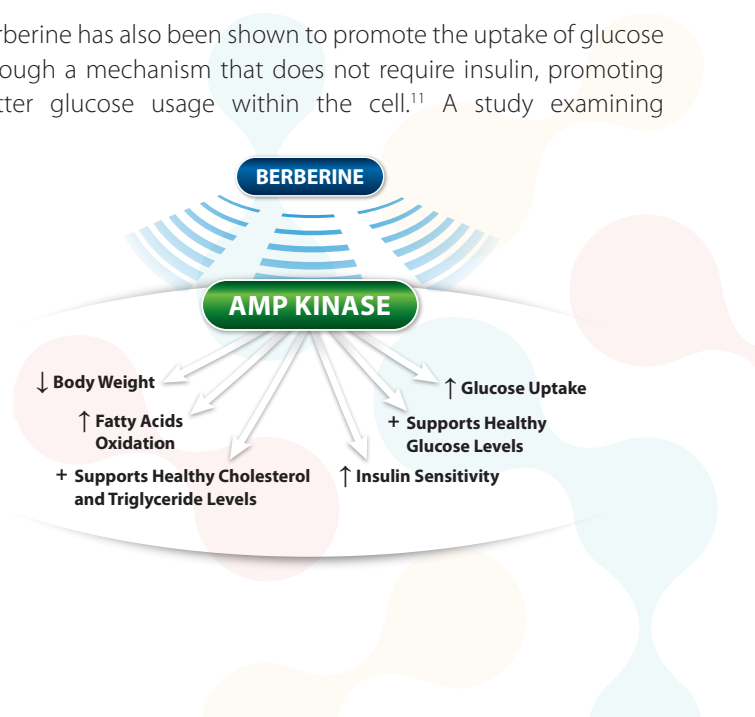 rberine has also been shown to promote the uptake of glucose
ough a mechanism that does not require insulin, promoting
tter glucose usage within the cell.¹¹ A study examining
BERBERINE
AMP KINASE
↓ Body Weight
↑ Glucose Uptake
↑ Fatty Acids
Oxidation
+ Supports Healthy
Glucose Levels
+ Supports Healthy Cholesterol
and Triglyceride Levels
↑ Insulin Sensitivity